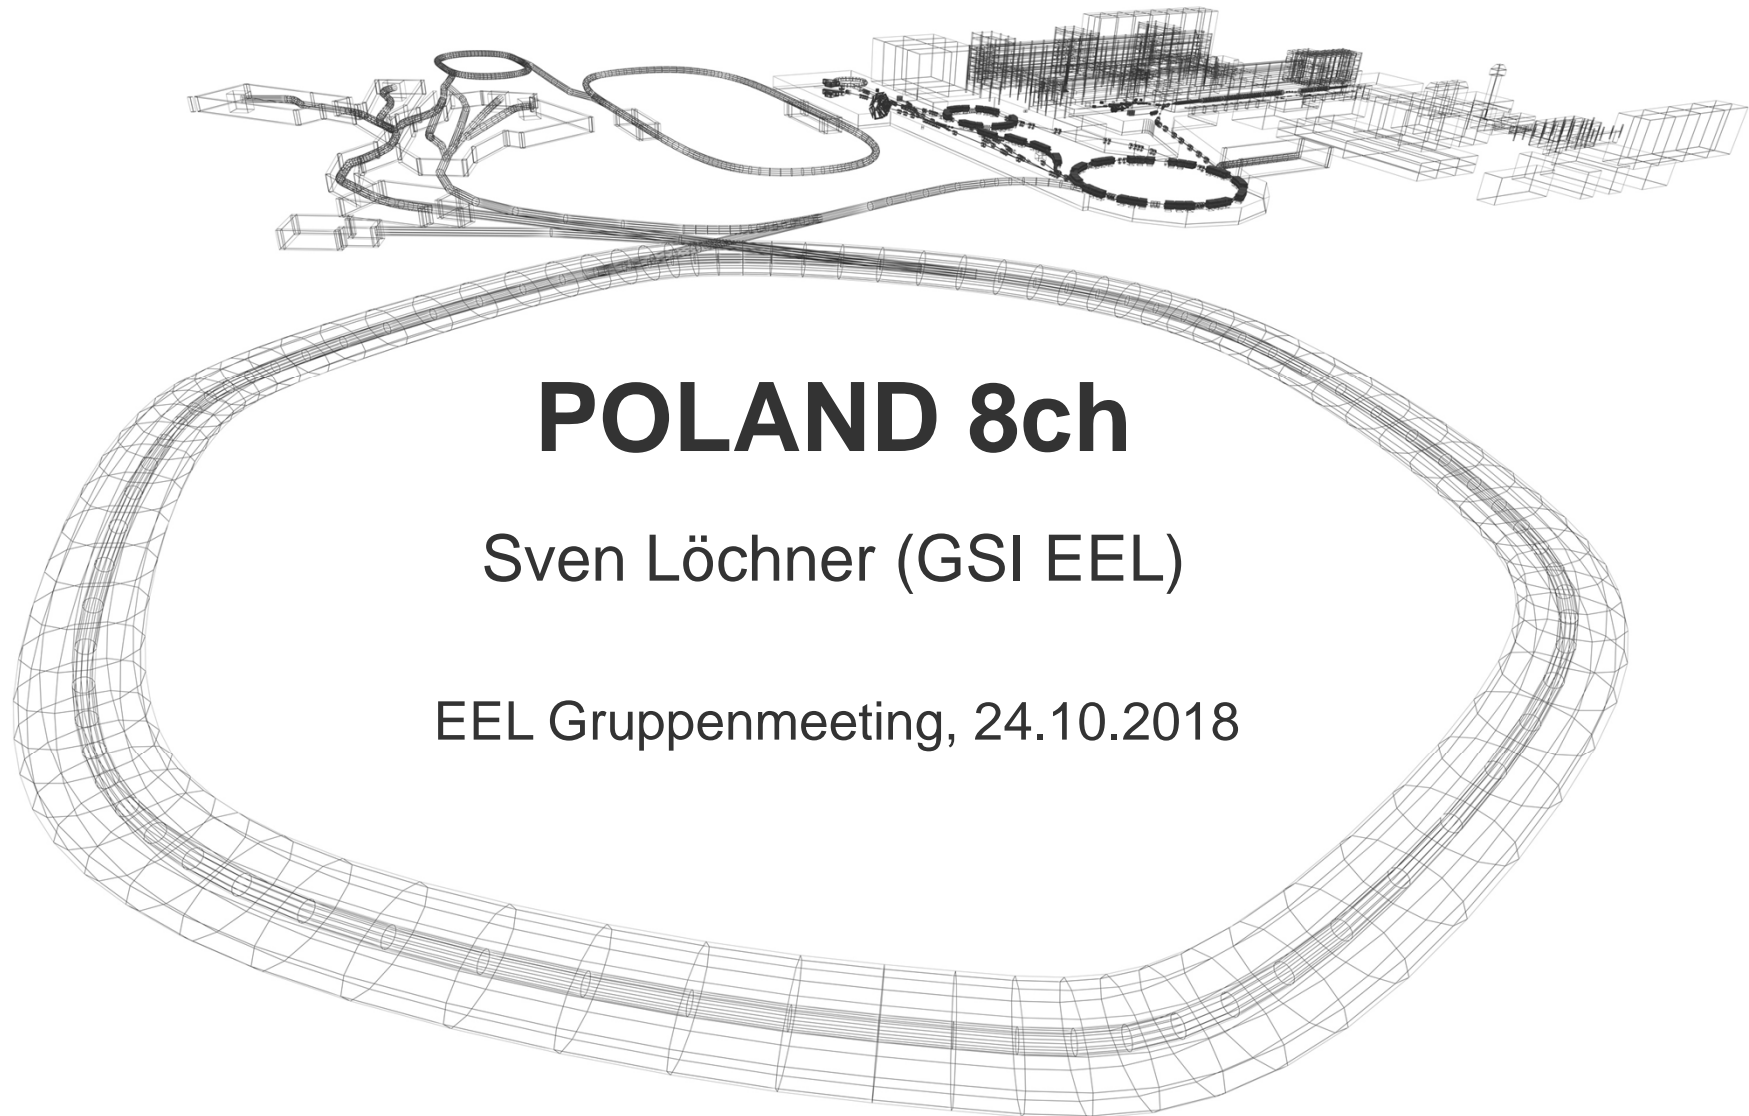 POLAND 8ch
Sven Löchner (GSI EEL)
EEL Gruppenmeeting, 24.10.2018